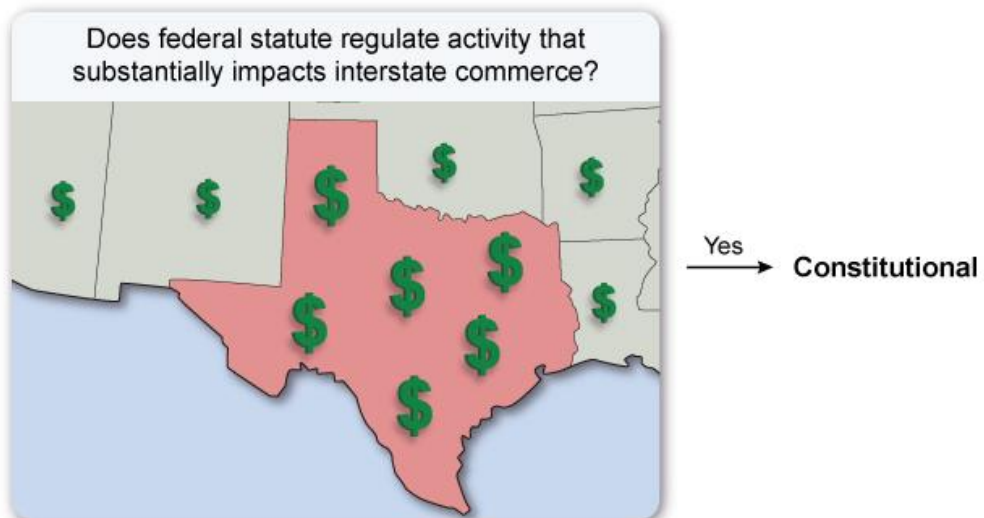 Does federal statute regulate activity that
substantially impacts interstate commerce?
$
$
$
$
$
$
$
$
$
$
$
Yes
Constitutional